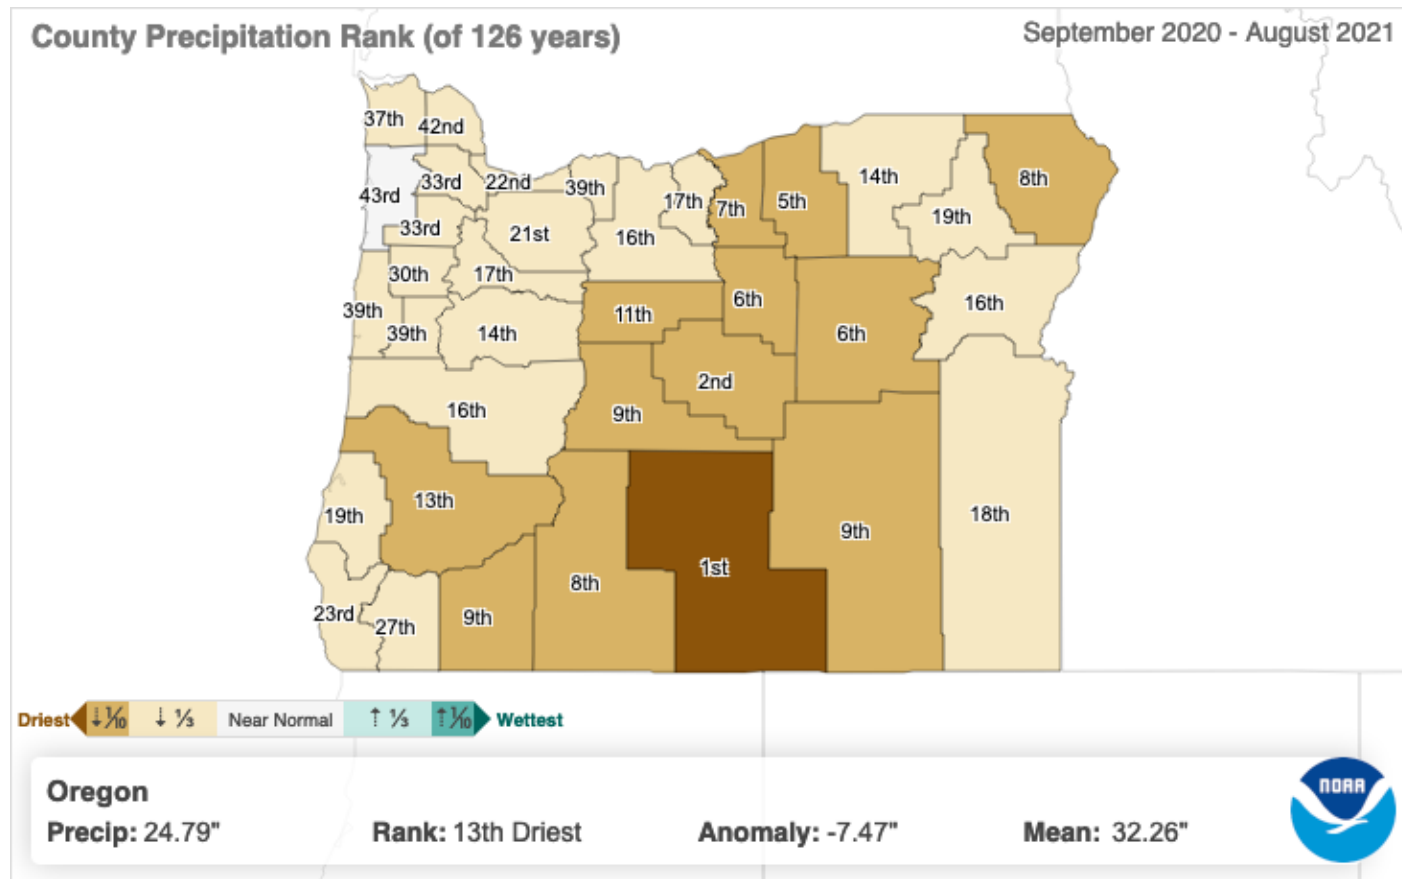 County Precipitation Rank (of 126 years)
September 2020 - August 2021
37th
42nd
43rd
33rd
22nd
39th
17th
7th
5th
14th
8th
19th
33rd
21st
16th
30th
17th
6th
16th
39th
39th
14th
11th
6th
2nd
16th
9th
13th
19th
18th
9th
1st
8th
23rd
27th
9th
Driest ↓ 1/10 ↓ 1/3 Near Normal ↑ 1/3 ↑ 1/10 Wettest
Oregon
Precip: 24.79" Rank: 13th Driest Anomaly: -7.47" Mean: 32.26"
NOAA